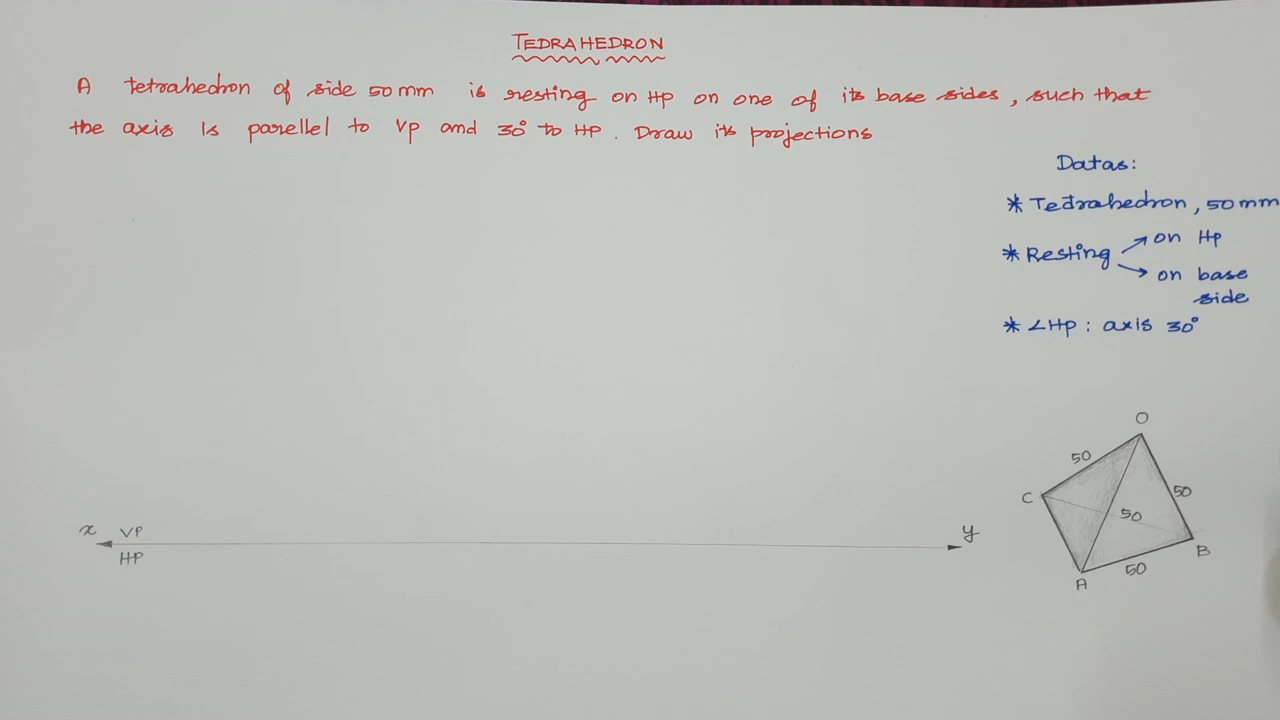 TEDRAHEDRON
A tetrahedron of side 50 mm is resting on HP on one of its base sides, such that
the axis is parellel to VP and 30° to HP. Draw its projections
Datas:
* Tedrahedron, 50 mm
* Resting → on HP
→ on base
side
* ∠HP: axis 30°
O
50
C
50
50
x VP
y
HP
B
50
A